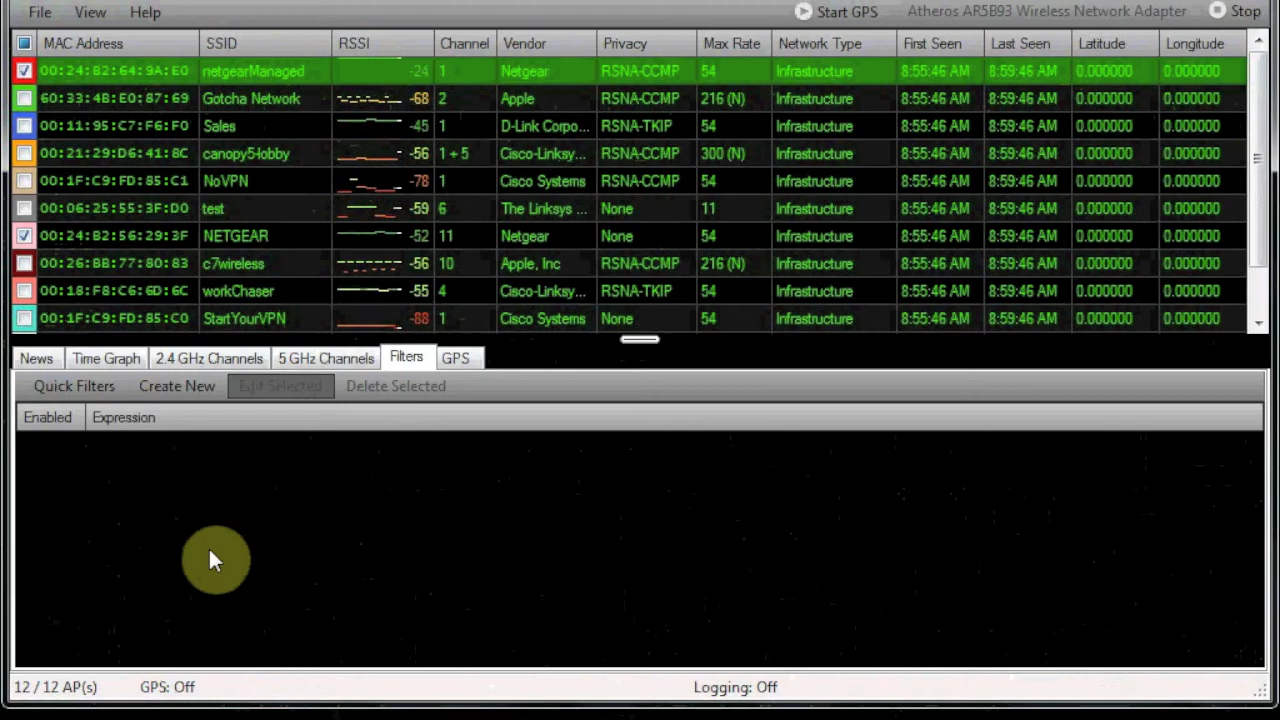 File View Help Start GPS Atheros AR5B93 Wireless Network Adapter Stop
MAC Address SSID RSSI Channel Vendor Privacy Max Rate Network Type First Seen Last Seen Latitude Longitude
00:24:B2:64:9A:E0 netgearManaged -24 1 Netgear RSNA-CCMP 54 Infrastructure 8:55:46 AM 8:59:46 AM 0.000000 0.000000
60:33:4B:E0:87:69 Gotcha Network -68 2 Apple RSNA-CCMP 216 (N) Infrastructure 8:55:46 AM 8:59:46 AM 0.000000 0.000000
00:11:95:C7:F6:F0 Sales -45 1 D-Link Corpo... RSNA-TKIP 54 Infrastructure 8:55:46 AM 8:59:46 AM 0.000000 0.000000
00:21:29:D6:41:8C canopy5-lobby -56 1 + 5 Cisco-Linksy... RSNA-CCMP 300 (N) Infrastructure 8:55:46 AM 8:59:46 AM 0.000000 0.000000
00:1F:C9:FD:85:C1 NoVPN -78 1 Cisco Systems RSNA-CCMP 54 Infrastructure 8:55:46 AM 8:59:46 AM 0.000000 0.000000
00:06:25:55:3F:D0 test -59 6 The Linksys ... None 11 Infrastructure 8:55:46 AM 8:59:46 AM 0.000000 0.000000
00:24:B2:56:29:3F NETGEAR -52 11 Netgear None 54 Infrastructure 8:55:46 AM 8:59:46 AM 0.000000 0.000000
00:26:BB:77:80:83 c7wireless -56 10 Apple, Inc RSNA-CCMP 216 (N) Infrastructure 8:55:46 AM 8:59:46 AM 0.000000 0.000000
00:18:F8:C6:6D:6C workChaser -55 4 Cisco-Linksy... RSNA-TKIP 54 Infrastructure 8:55:46 AM 8:59:46 AM 0.000000 0.000000
00:1F:C9:FD:85:C0 StartYourVPN -88 1 Cisco Systems None 54 Infrastructure 8:55:46 AM 8:59:46 AM 0.000000 0.000000
News Time Graph 2.4 GHz Channels 5 GHz Channels Filters GPS
Quick Filters Create New Edit Selected Delete Selected
Enabled Expression
12 / 12 AP(s) GPS: Off Logging: Off